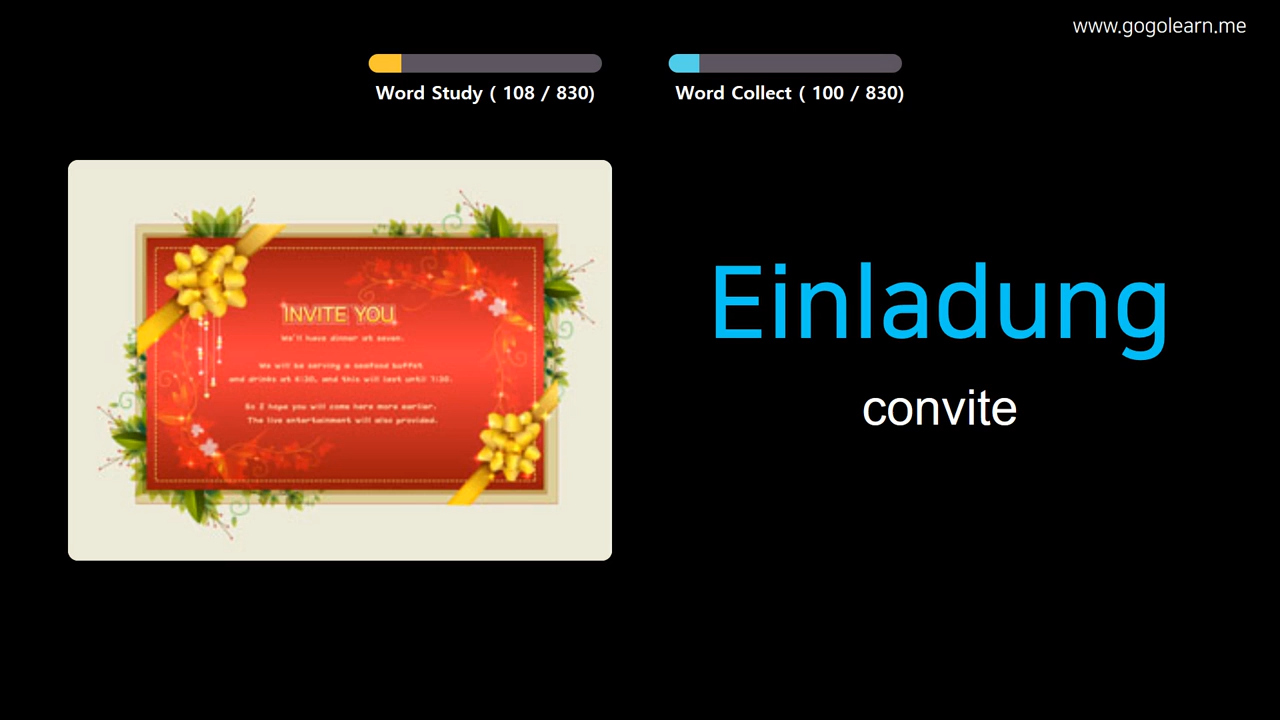 www.gogolearn.me
Word Study ( 108 / 830)
Word Collect ( 100 / 830)
INVITE YOU
We'll have dinner at seven.
We will be serving a seafood buffet
and drinks at 6:30, and this will last until 7:30.
So I hope you will come here more earlier.
The live entertainment will also provided.
Einladung
convite